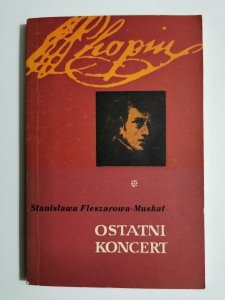 Chopin
Stanisława Fleszarowa-Muskat
OSTATNI
KONCERT